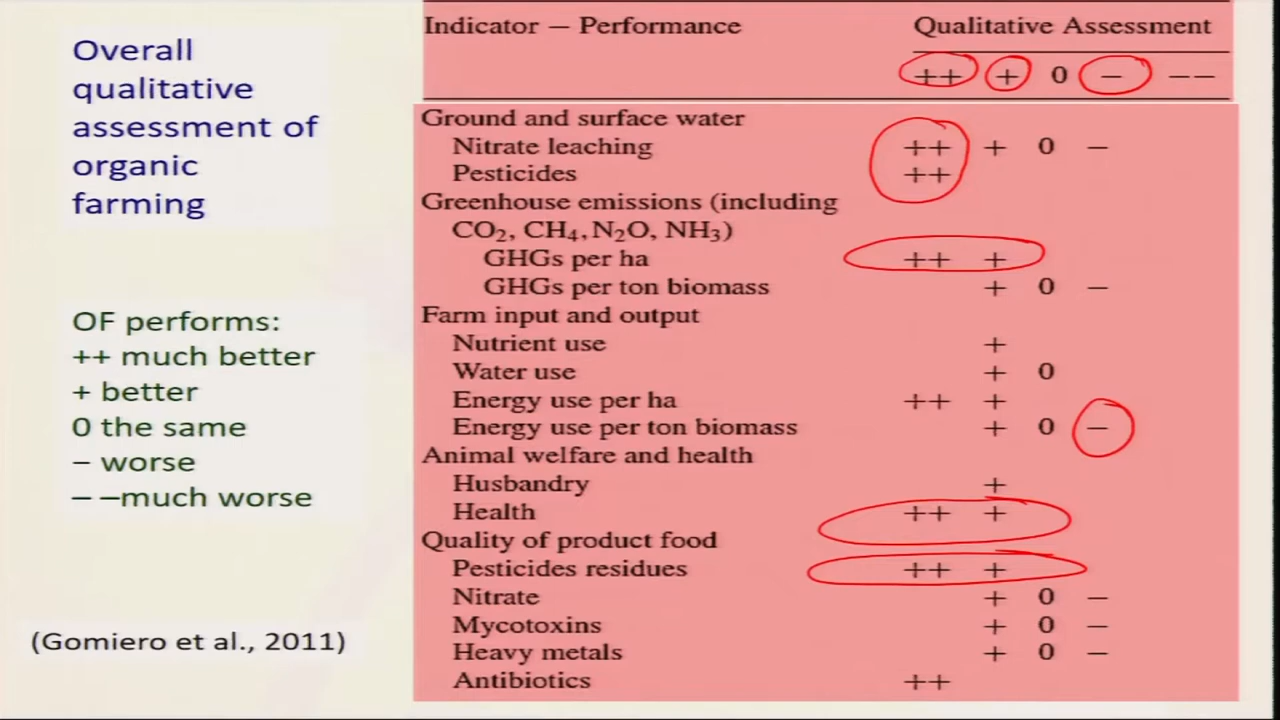 Overall
qualitative
assessment of
organic
farming
OF performs:
++ much better
+ better
0 the same
– worse
– –much worse
(Gomiero et al., 2011)
Indicator — Performance Qualitative Assessment
++ + 0 − −−
Ground and surface water
Nitrate leaching ++ + 0 −
Pesticides ++
Greenhouse emissions (including
CO₂, CH₄, N₂O, NH₃)
GHGs per ha ++ +
GHGs per ton biomass + 0 −
Farm input and output
Nutrient use +
Water use + 0
Energy use per ha ++ +
Energy use per ton biomass + 0 −
Animal welfare and health
Husbandry +
Health ++ +
Quality of product food
Pesticides residues ++ +
Nitrate + 0 −
Mycotoxins + 0 −
Heavy metals + 0 −
Antibiotics ++